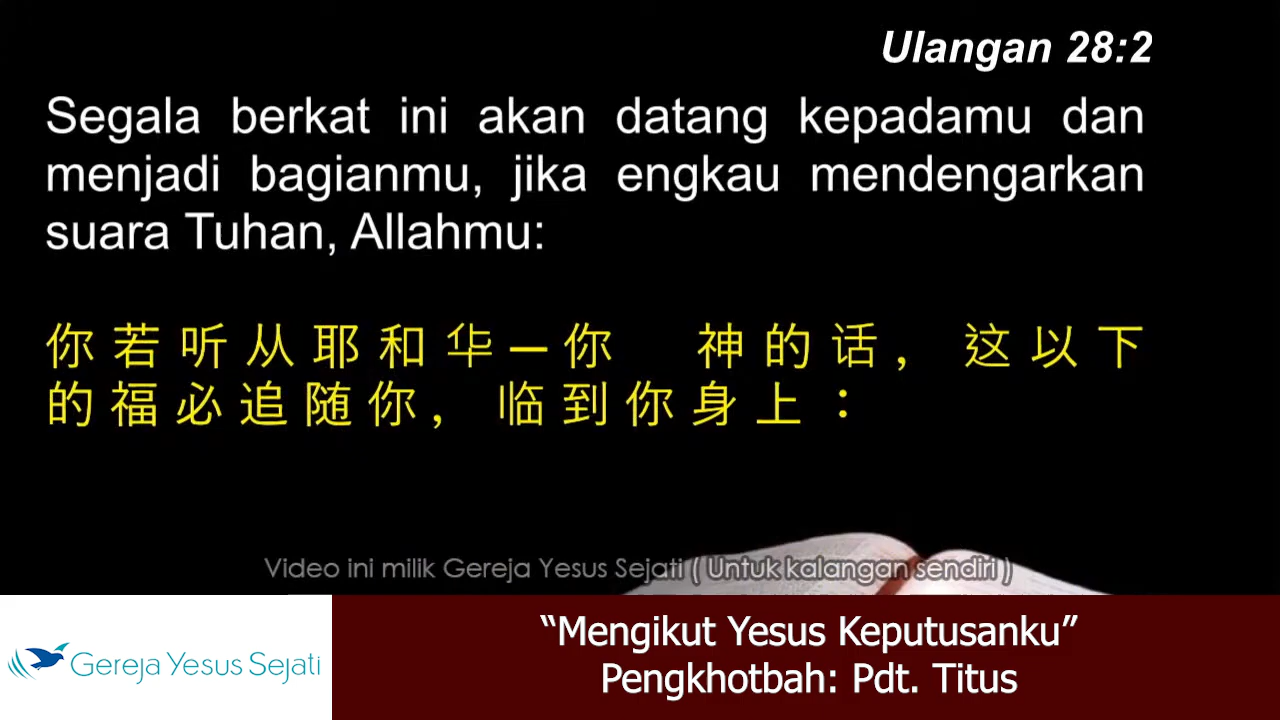 Ulangan 28:2
Segala berkat ini akan datang kepadamu dan
menjadi bagianmu, jika engkau mendengarkan
suara Tuhan, Allahmu:
你若听从耶和华—你　神的话，这以下
的福必追随你，临到你身上：
Video ini milik Gereja Yesus Sejati ( Untuk kalangan sendiri )
Gereja Yesus Sejati
“Mengikut Yesus Keputusanku”
Pengkhotbah: Pdt. Titus